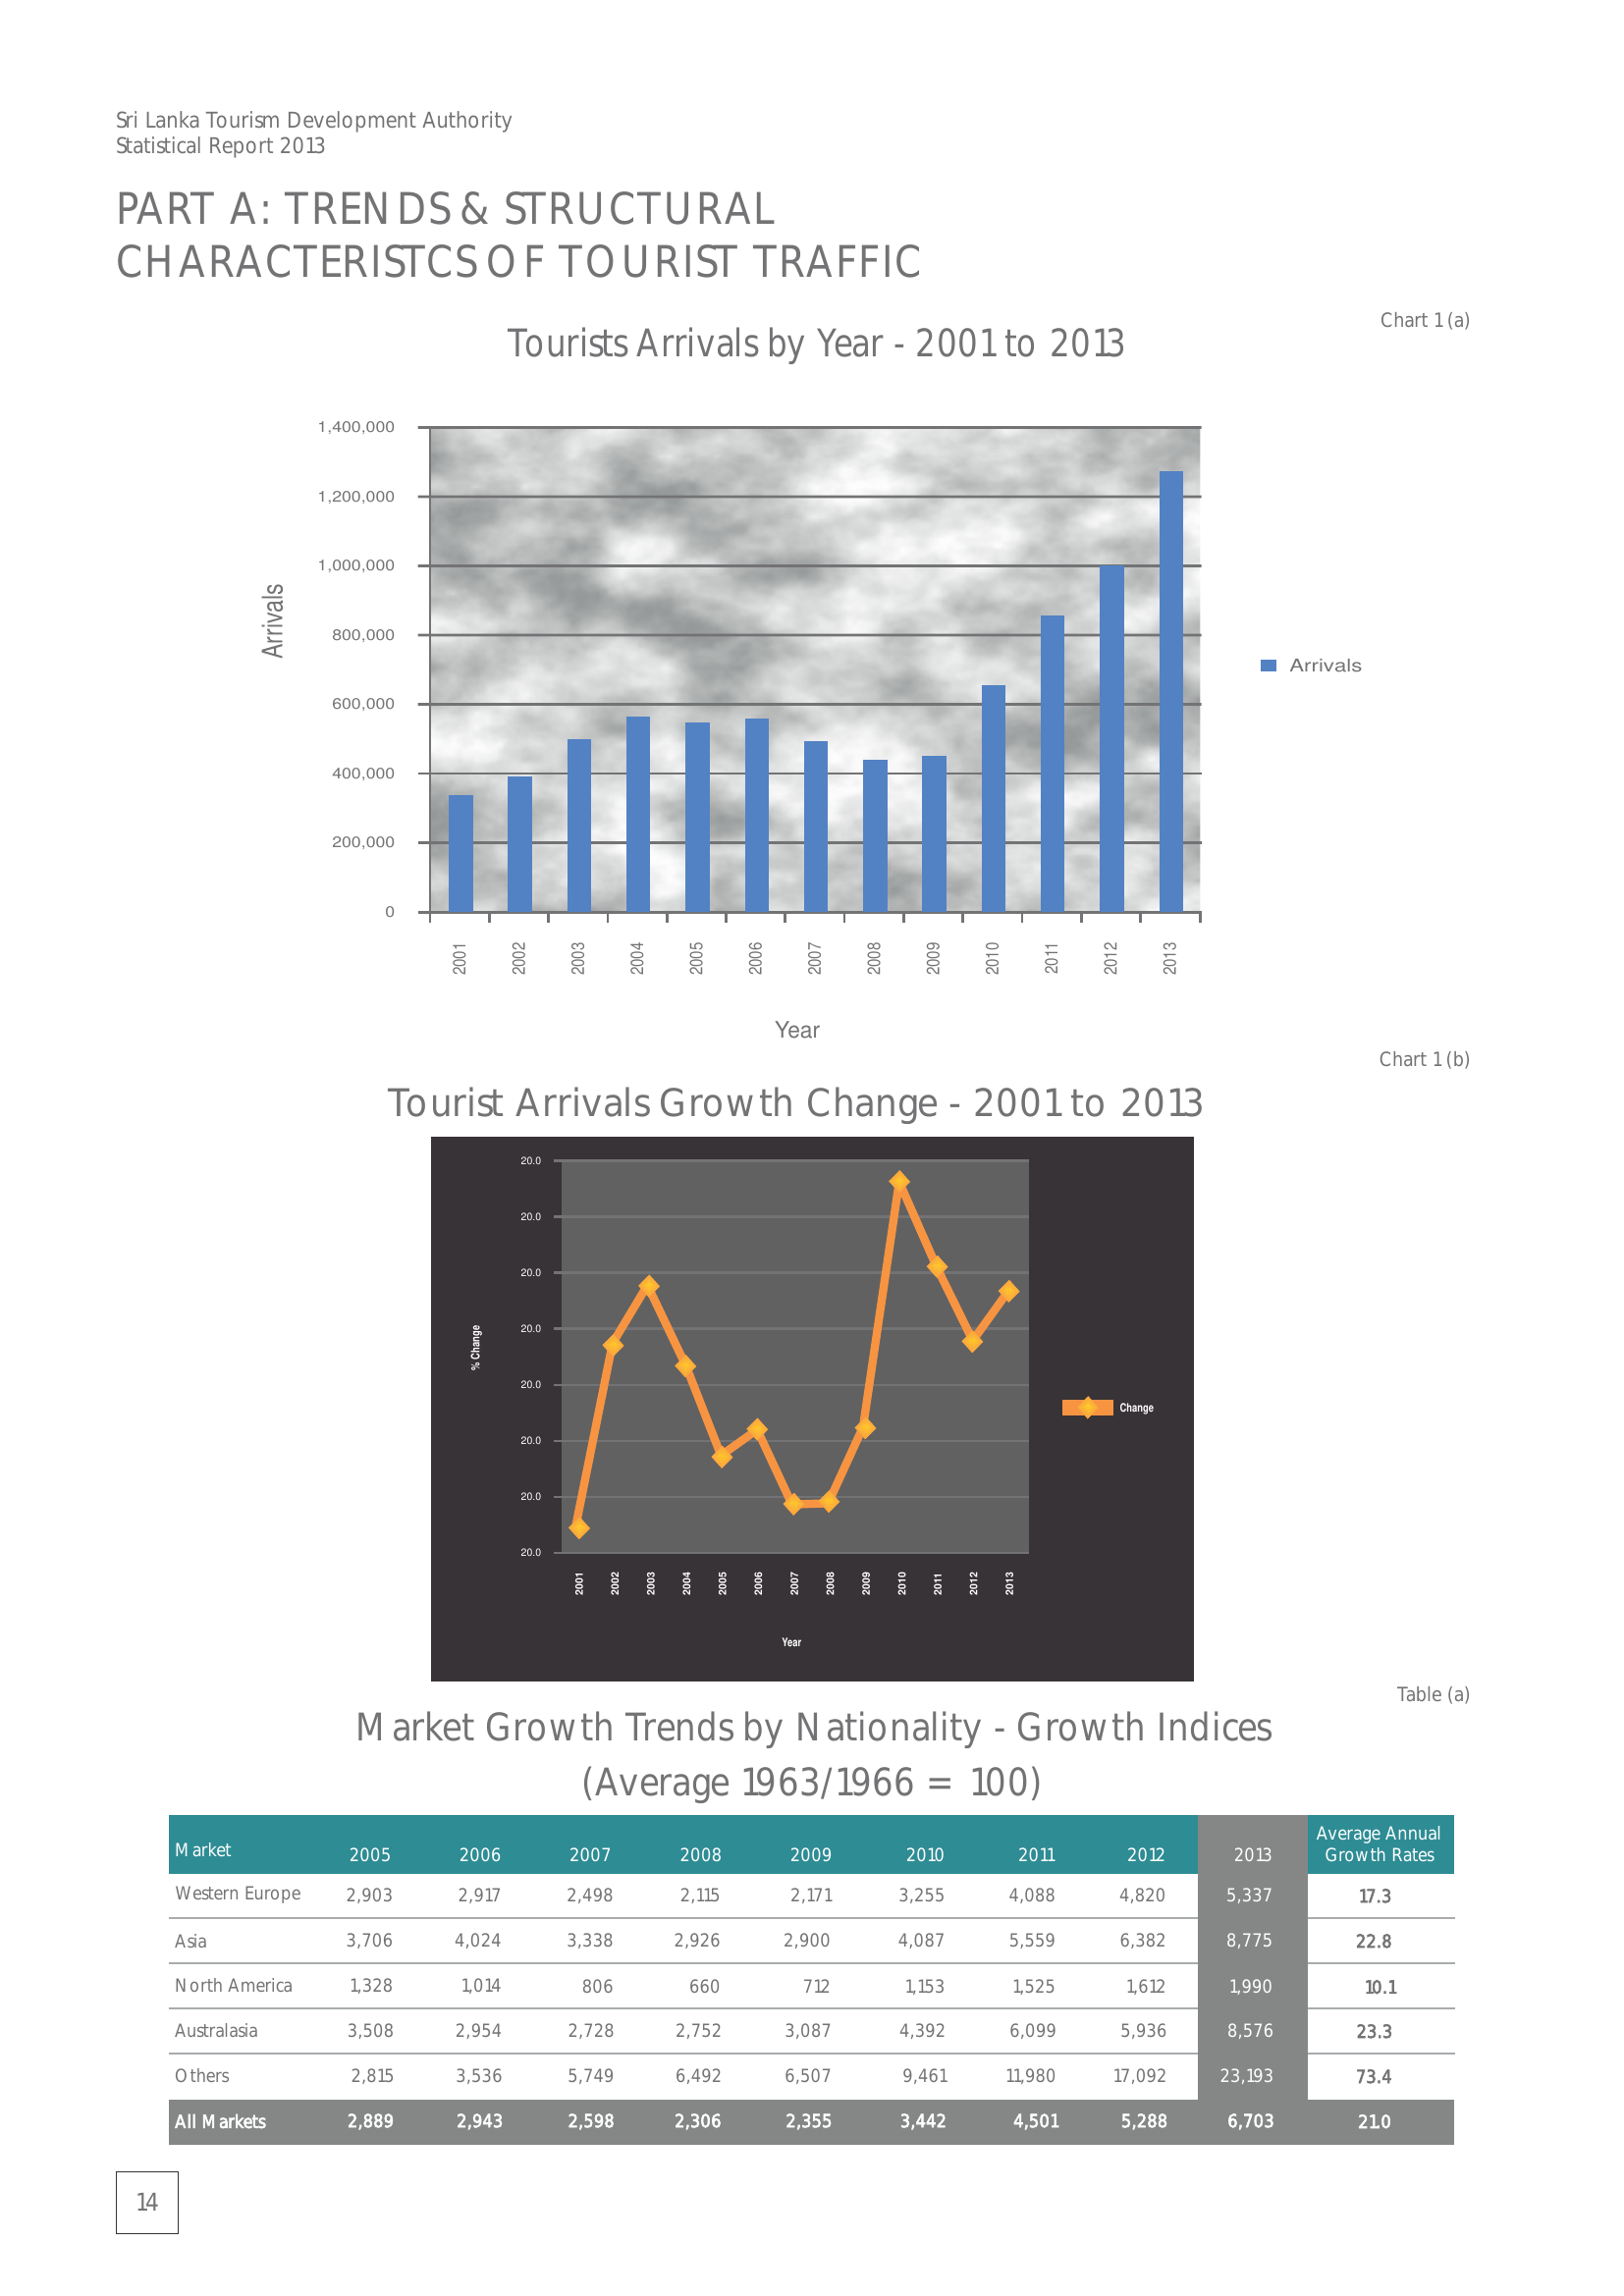 Sri Lanka Tourism Development Authority
Statistical Report 2013
PART A: TRENDS & STRUCTURAL
CHARACTERISTCS OF TOURIST TRAFFIC
Chart 1 (a)
Tourists Arrivals by Year - 2001 to 2013
1,400,000
1,200,000
1,000,000
800,000
600,000
400,000
200,000
0
Arrivals
Arrivals
2001 2002 2003 2004 2005 2006 2007 2008 2009 2010 2011 2012 2013
Year
Chart 1 (b)
Tourist Arrivals Growth Change - 2001 to 2013
20.0
20.0
20.0
20.0
20.0
20.0
20.0
20.0
% Change
Change
2001 2002 2003 2004 2005 2006 2007 2008 2009 2010 2011 2012 2013
Year
Table (a)
Market Growth Trends by Nationality - Growth Indices
(Average 1963/1966 = 100)
Market 2005 2006 2007 2008 2009 2010 2011 2012 2013 Average Annual Growth Rates
Western Europe 2,903 2,917 2,498 2,115 2,171 3,255 4,088 4,820 5,337 17.3
Asia 3,706 4,024 3,338 2,926 2,900 4,087 5,559 6,382 8,775 22.8
North America 1,328 1,014 806 660 712 1,153 1,525 1,612 1,990 10.1
Australasia 3,508 2,954 2,728 2,752 3,087 4,392 6,099 5,936 8,576 23.3
Others 2,815 3,536 5,749 6,492 6,507 9,461 11,980 17,092 23,193 73.4
All Markets 2,889 2,943 2,598 2,306 2,355 3,442 4,501 5,288 6,703 21.0
14